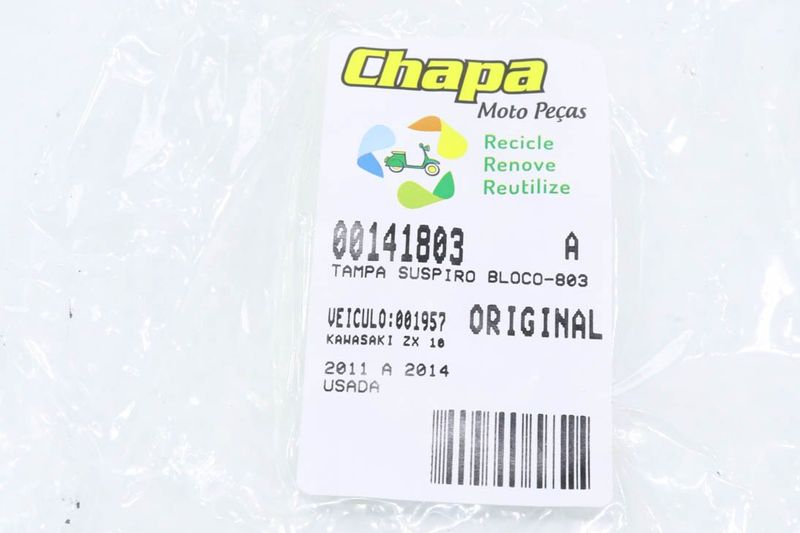 Chapa
Moto Peças
Recicle
Renove
Reutilize
00141803 A
TAMPA SUSPIRO BLOCO-803
VEICULO:001957 ORIGINAL
KAWASAKI ZX 10
2011 A 2014
USADA